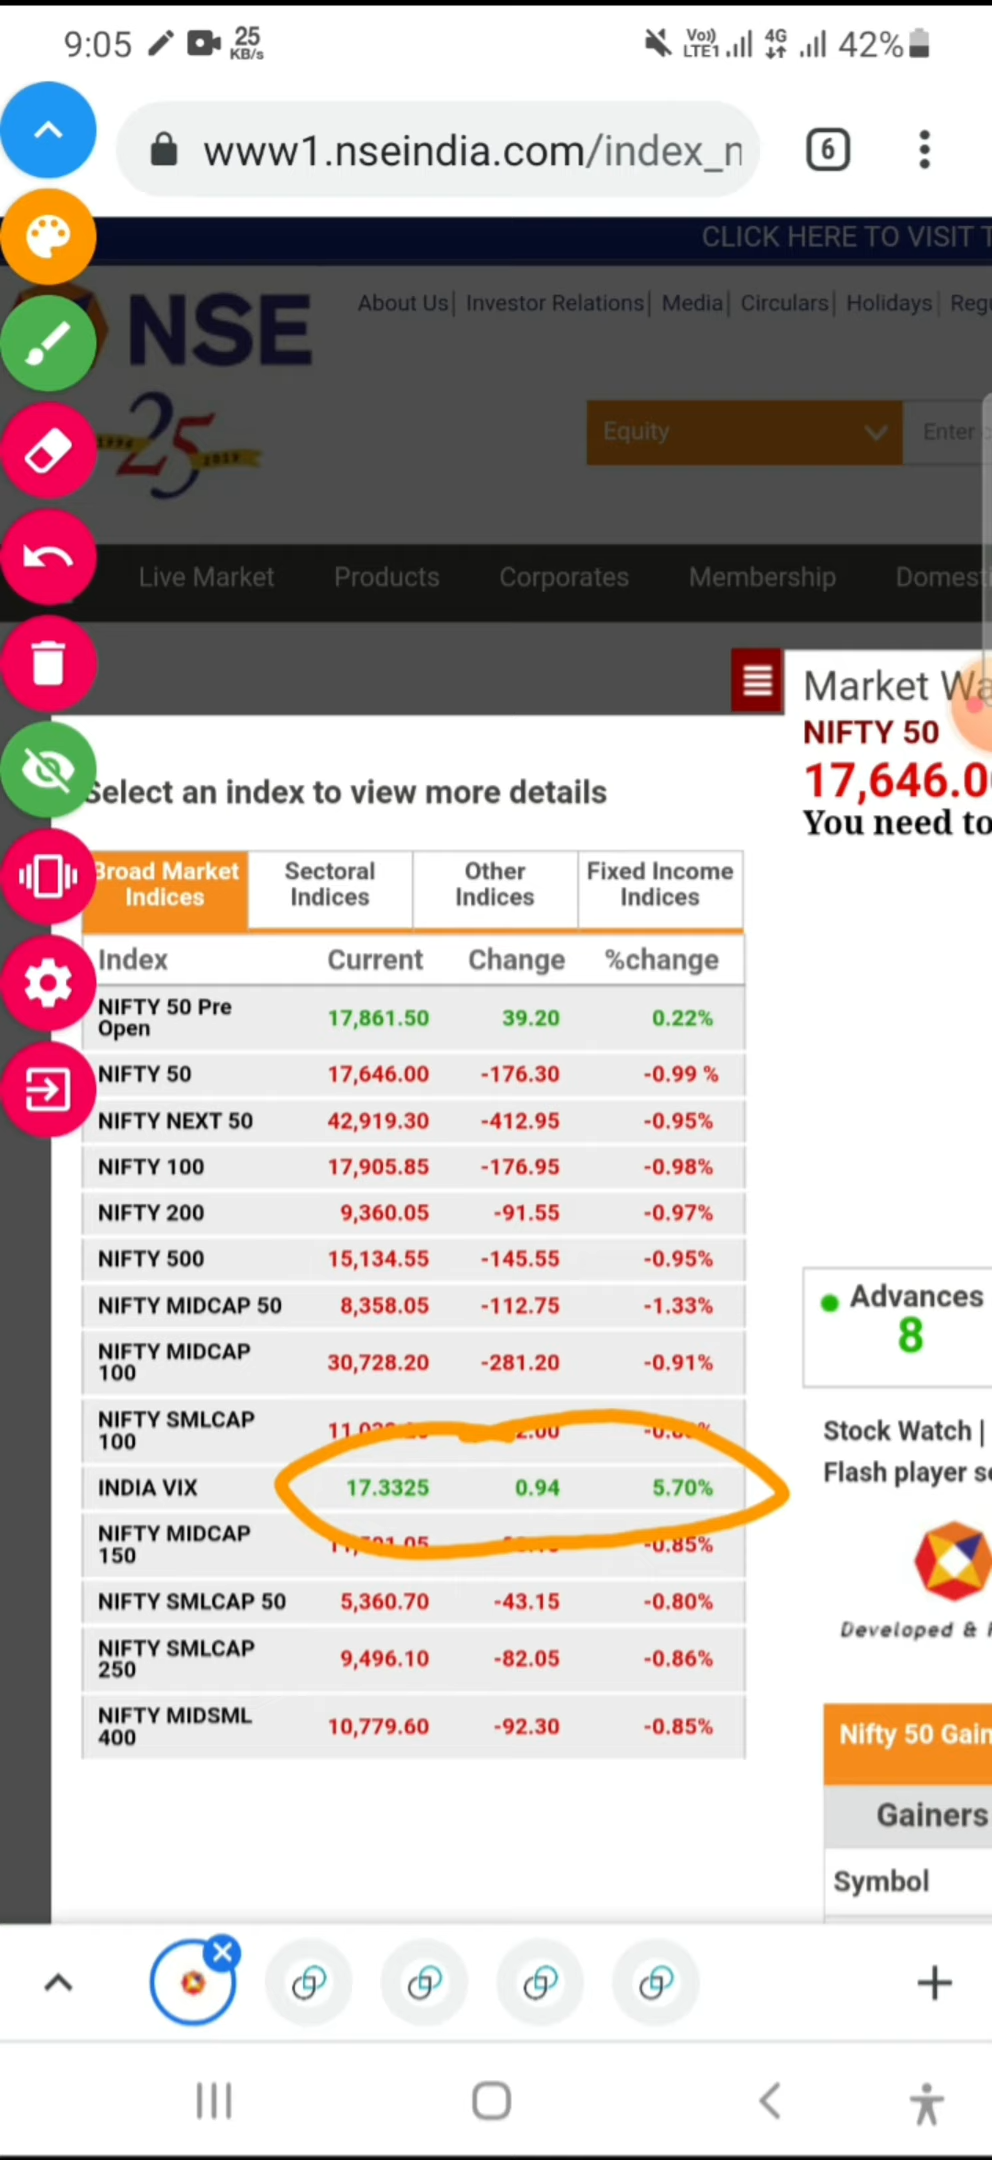 9:05 25 KB/s Vo)) LTE1 4G 42%
www1.nseindia.com/index_n 6
CLICK HERE TO VISIT T
NSE
About Us| Investor Relations| Media| Circulars| Holidays| Regu
25
1994 2019
Equity
Enter
Live Market Products Corporates Membership Domesti
Market Wa
NIFTY 50
17,646.0
You need to
Select an index to view more details
Broad Market Indices
Sectoral Indices
Other Indices
Fixed Income Indices
Index Current Change %change
NIFTY 50 Pre Open 17,861.50 39.20 0.22%
NIFTY 50 17,646.00 -176.30 -0.99 %
NIFTY NEXT 50 42,919.30 -412.95 -0.95%
NIFTY 100 17,905.85 -176.95 -0.98%
NIFTY 200 9,360.05 -91.55 -0.97%
NIFTY 500 15,134.55 -145.55 -0.95%
NIFTY MIDCAP 50 8,358.05 -112.75 -1.33%
NIFTY MIDCAP 100 30,728.20 -281.20 -0.91%
NIFTY SMLCAP 100
INDIA VIX 17.3325 0.94 5.70%
NIFTY MIDCAP 150 -0.85%
NIFTY SMLCAP 50 5,360.70 -43.15 -0.80%
NIFTY SMLCAP 250 9,496.10 -82.05 -0.86%
NIFTY MIDSML 400 10,779.60 -92.30 -0.85%
Advances
8
Stock Watch |
Flash player se
Developed &
Nifty 50 Gain
Gainers
Symbol